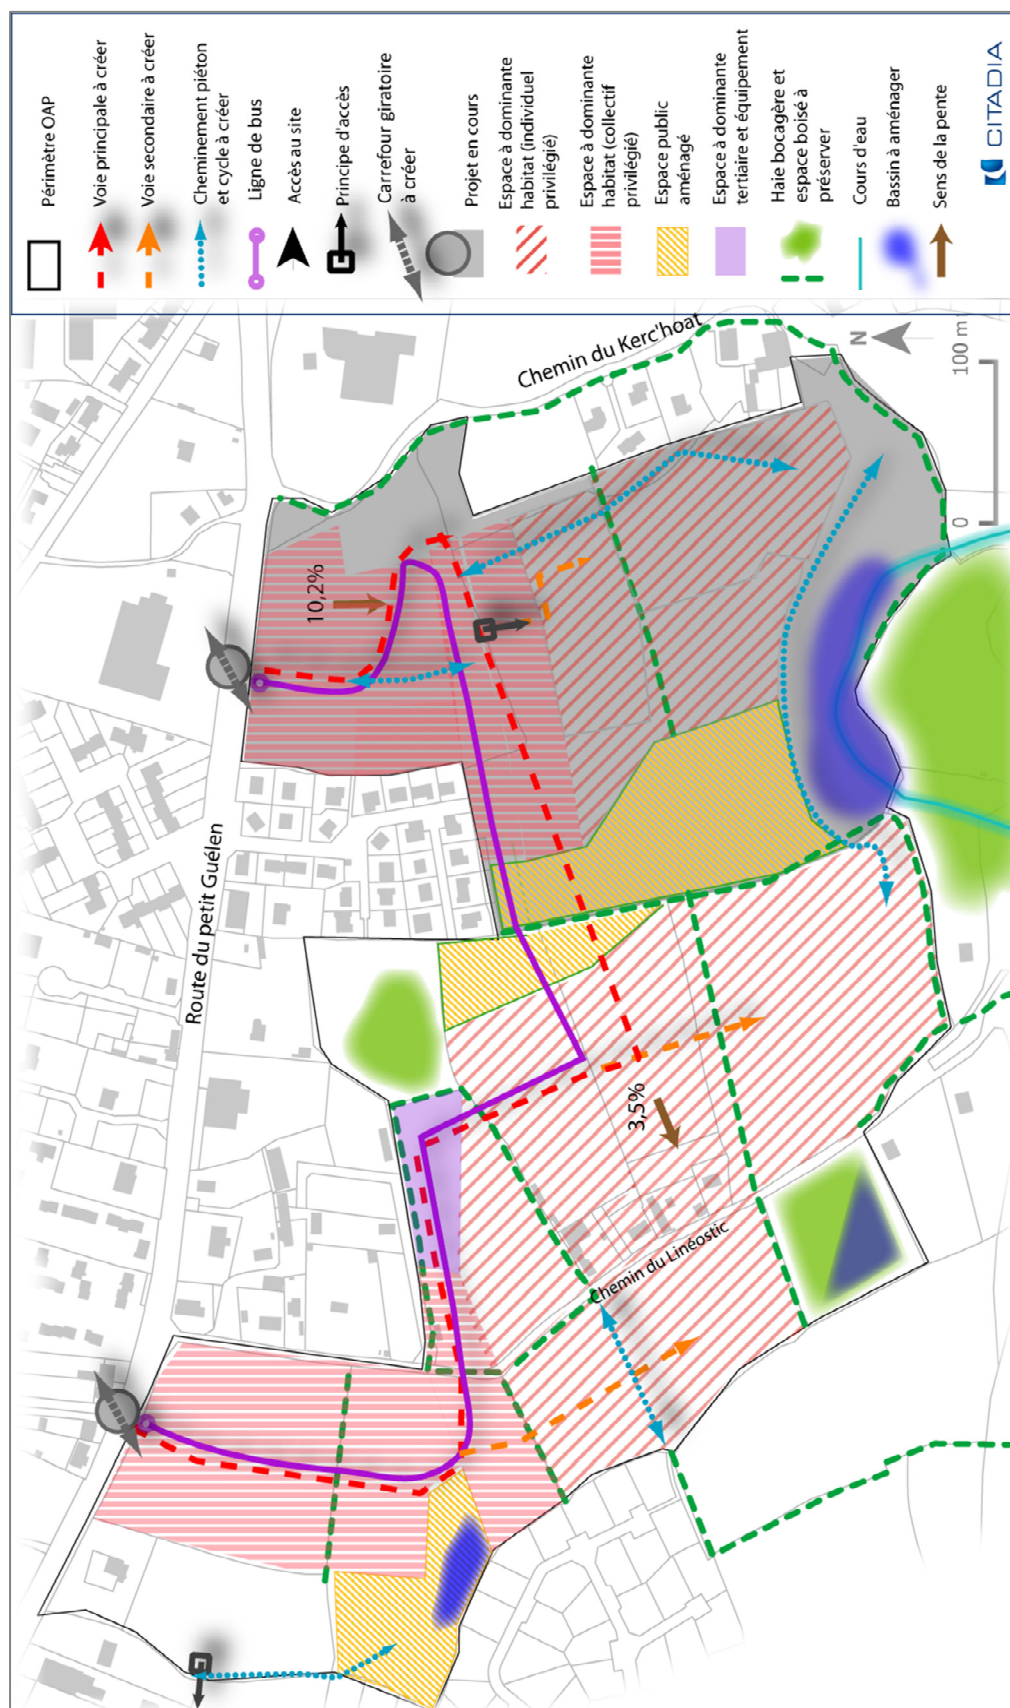 Périmètre OAP
Voie principale à créer
Voie secondaire à créer
Cheminement piéton
et cycle à créer
Ligne de bus
Accès au site
Principe d'accès
Carrefour giratoire
à créer
Projet en cours
Espace à dominante
habitat (individuel
privilégié)
Espace à dominante
habitat (collectif
privilégié)
Espace public
aménagé
Espace à dominante
tertiaire et équipement
Haie bocagère et
espace boisé à
préserver
Cours d'eau
Bassin à aménager
Sens de la pente
CITADIA
Route du petit Guélen
Chemin du Kerc'hoat
10,2%
3,5%
Chemin du Linéostic
N
0 100 m